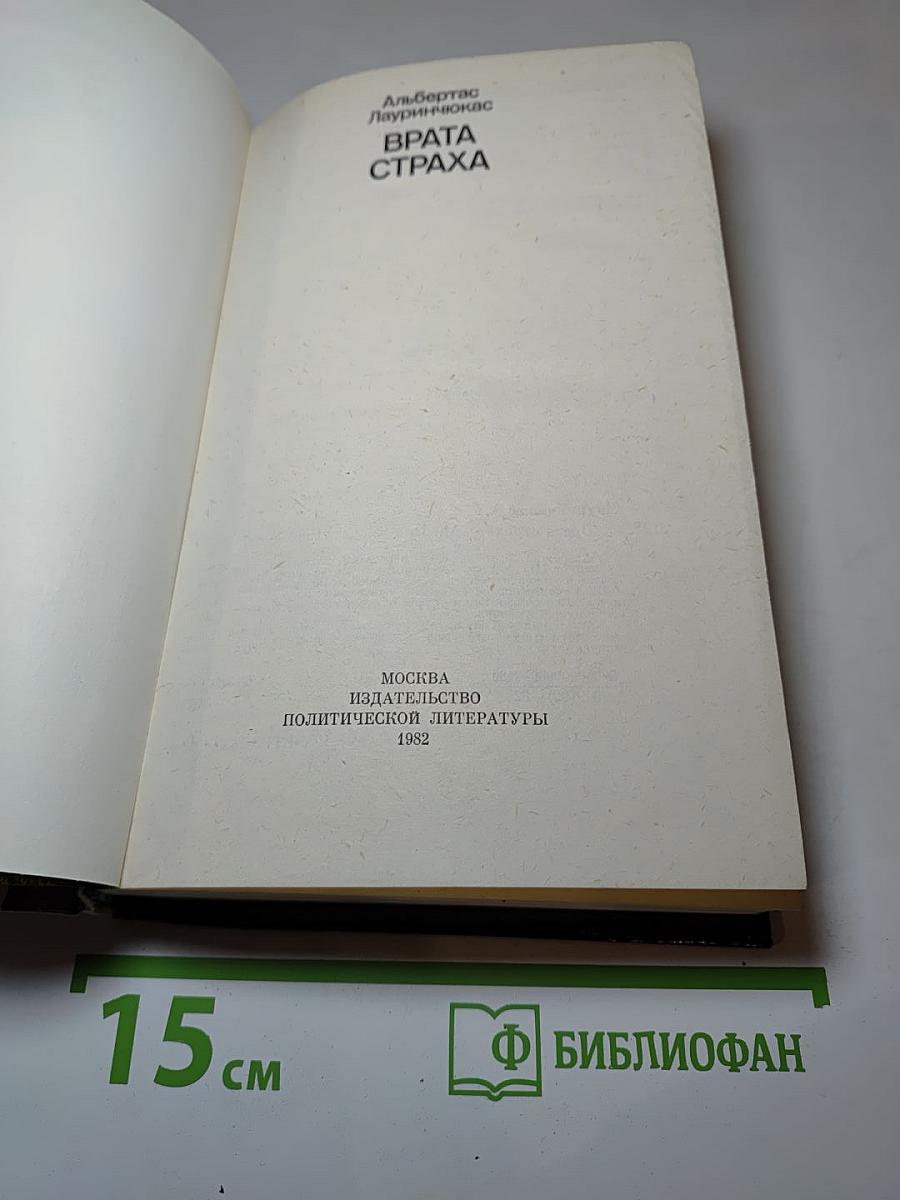 Альбертас
Лауринчюкас
ВРАТА
СТРАХА
МОСКВА
ИЗДАТЕЛЬСТВО
ПОЛИТИЧЕСКОЙ ЛИТЕРАТУРЫ
1982
15 см
Ф БИБЛИОФАН